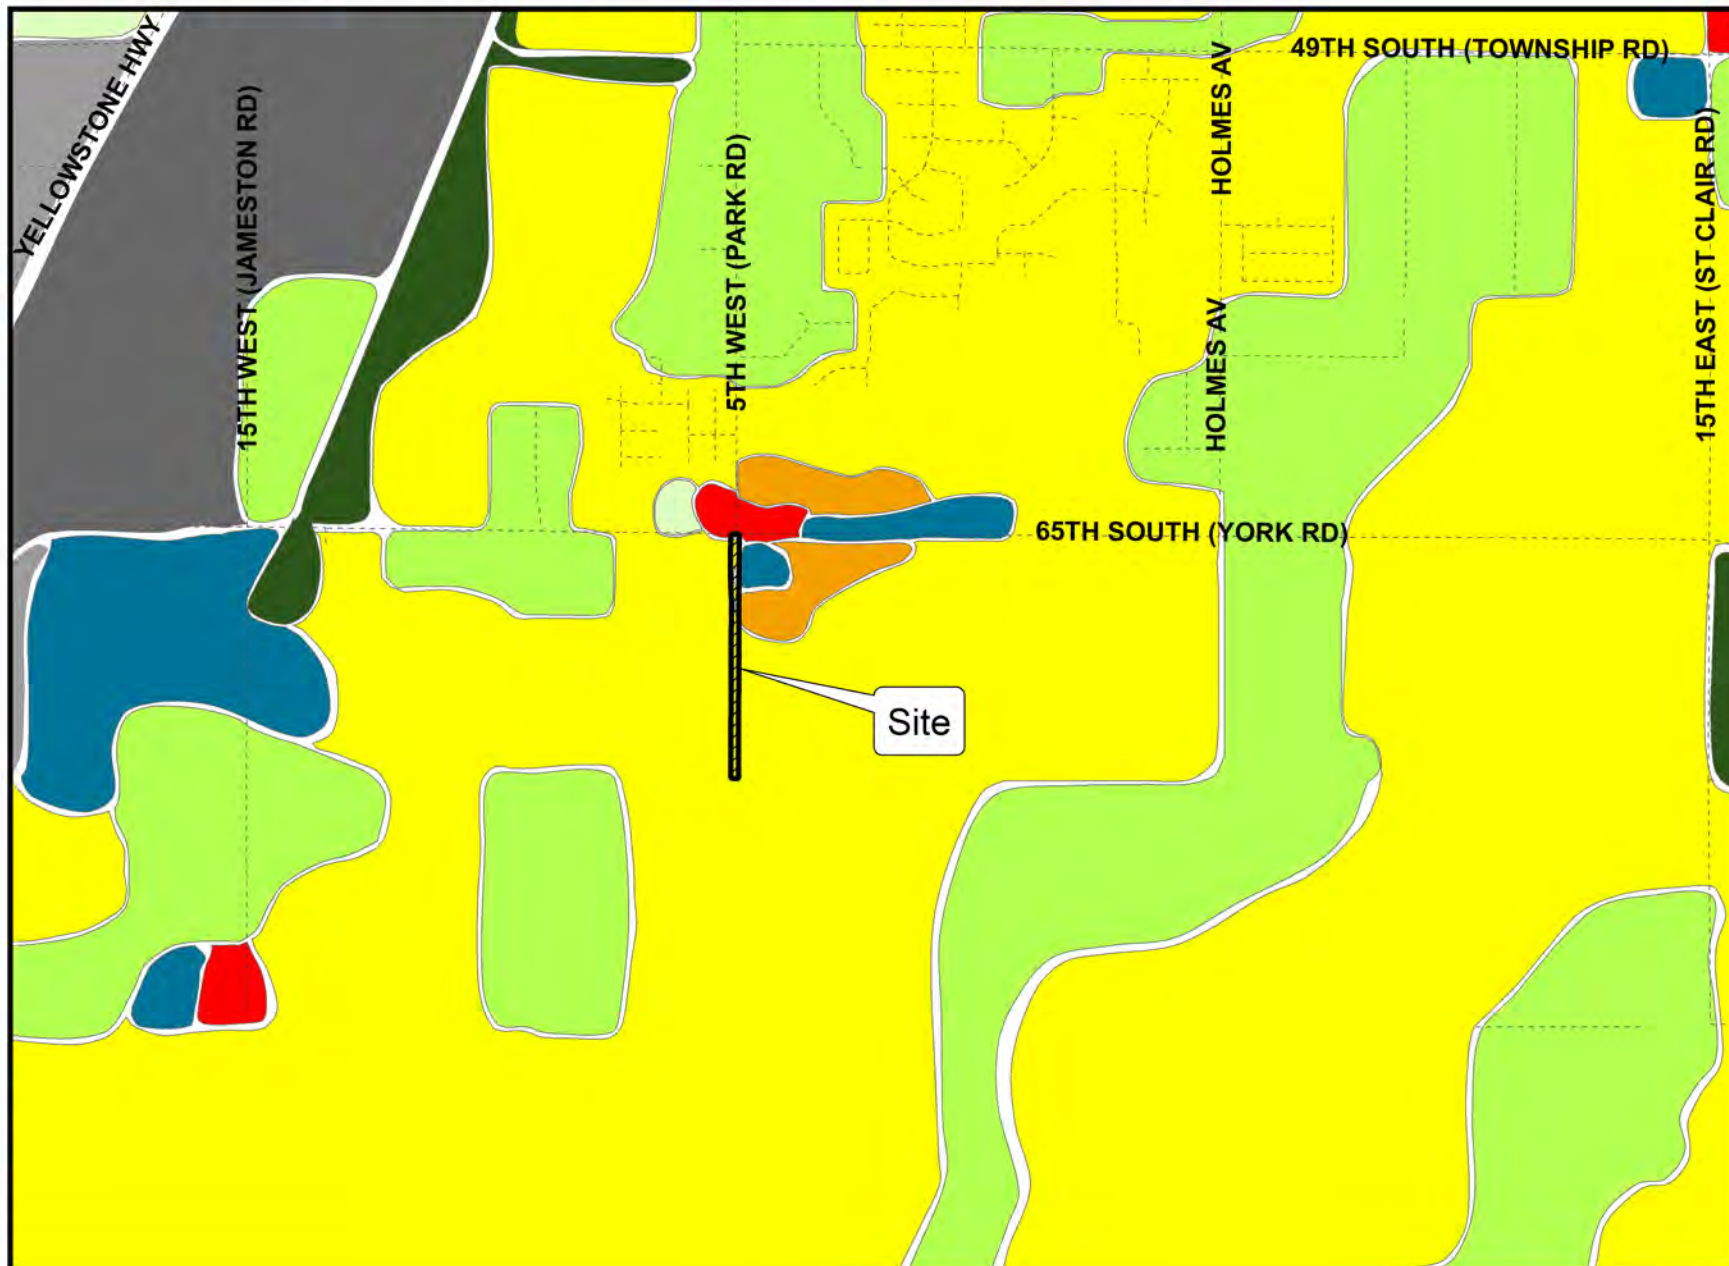 YELLOWSTONE HWY
15TH WEST (JAMESTON RD)
5TH WEST (PARK RD)
HOLMES AV
49TH SOUTH (TOWNSHIP RD)
15TH EAST (ST CLAIR RD)
HOLMES AV
65TH SOUTH (YORK RD)
Site